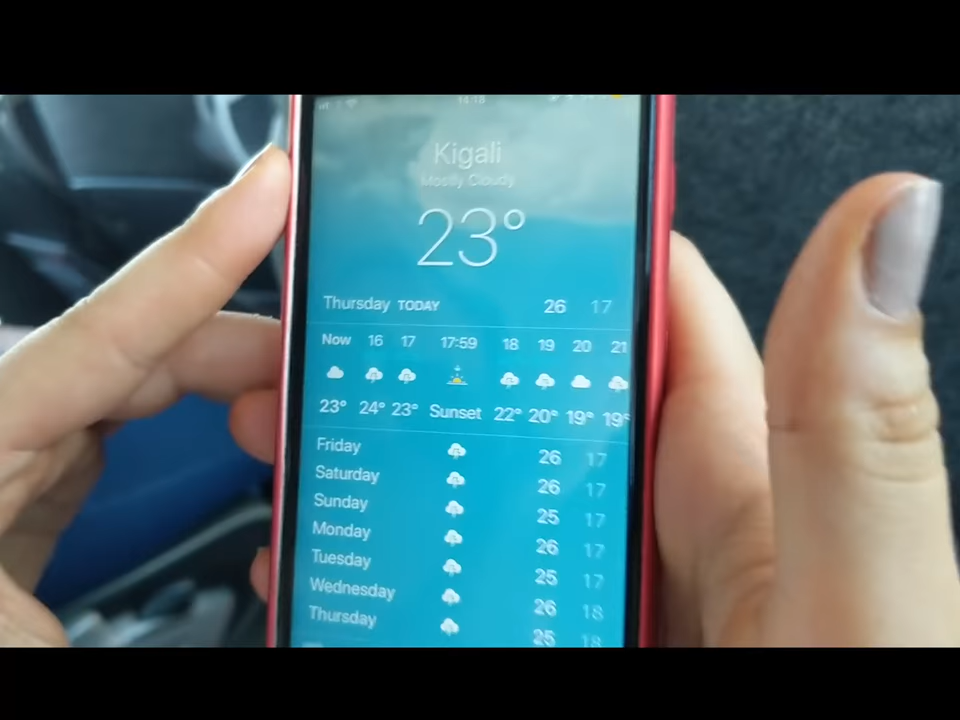 14:18
Kigali
Mostly Cloudy
23°
Thursday TODAY 26 17
Now 16 17 17:59 18 19 20 21
23° 24° 23° Sunset 22° 20° 19° 19°
Friday 26 17
Saturday 26 17
Sunday 25 17
Monday 26 17
Tuesday 25 17
Wednesday 26 18
Thursday 25 18